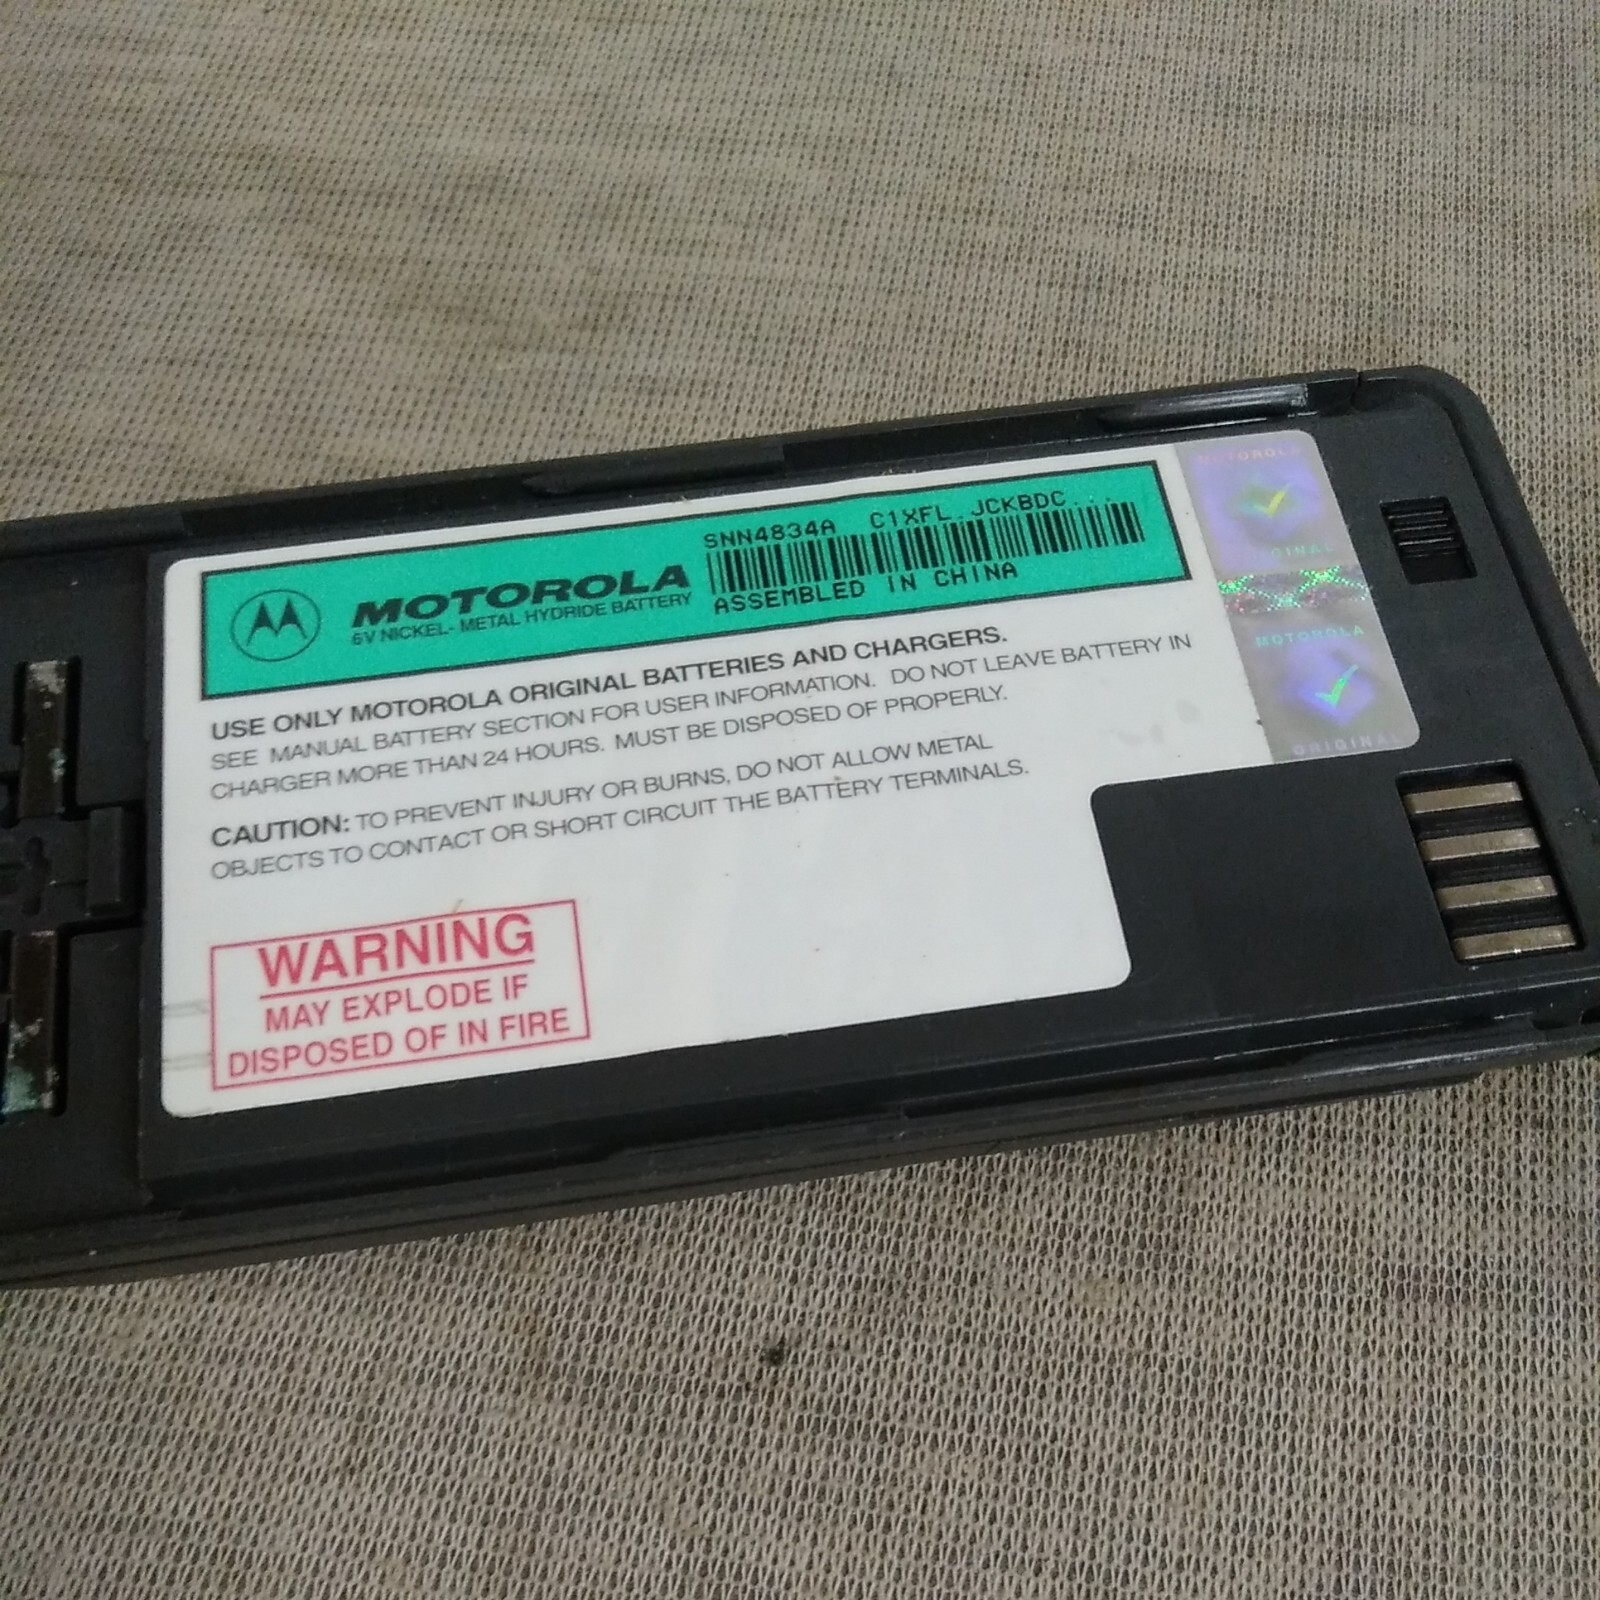 MOTOROLA
6V NICKEL- METAL HYDRIDE BATTERY
SNN4834A C1XFL JCKBDC...
ASSEMBLED IN CHINA
USE ONLY MOTOROLA ORIGINAL BATTERIES AND CHARGERS.
SEE MANUAL BATTERY SECTION FOR USER INFORMATION. DO NOT LEAVE BATTERY IN
CHARGER MORE THAN 24 HOURS. MUST BE DISPOSED OF PROPERLY.
CAUTION: TO PREVENT INJURY OR BURNS, DO NOT ALLOW METAL
OBJECTS TO CONTACT OR SHORT CIRCUIT THE BATTERY TERMINALS.
WARNING
MAY EXPLODE IF
DISPOSED OF IN FIRE
MOTOROLA
MOTOROLA
ORIGINAL